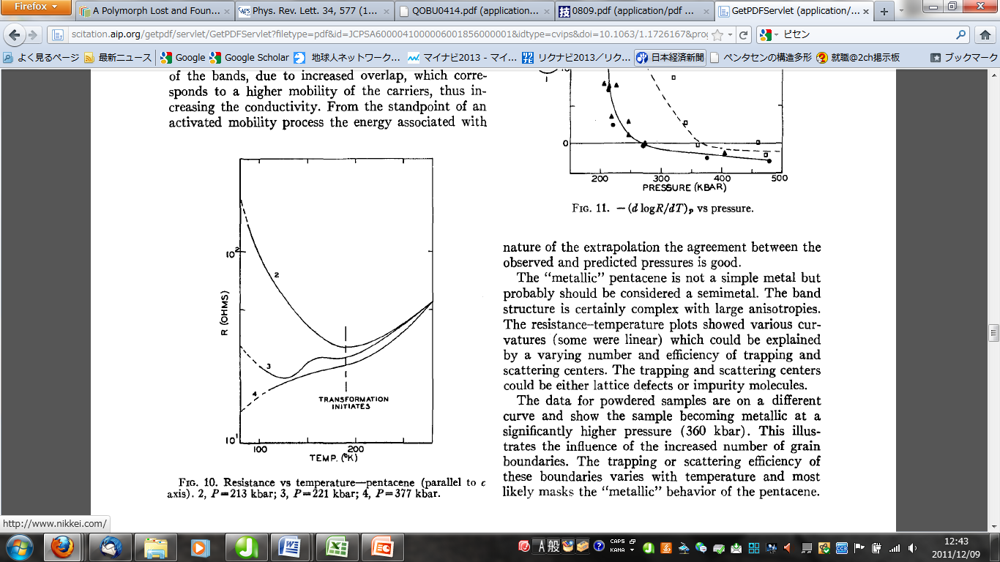 Firefox
A Polymorph Lost and Foun...
Phys. Rev. Lett. 34, 577 (1...
QOBU0414.pdf (application...
0809.pdf (application/pdf ...
GetPDFServlet (application/...
scitation.aip.org/getpdf/servlet/GetPDFServlet?filetype=pdf&id=JCPSA6000041000006001856000001&idtype=cvips&doi=10.1063/1.1726167&prog
ピセン
よく見るページ
最新ニュース
Google
Google Scholar
地球人ネットワーク...
マイナビ2013 - マイ...
リクナビ2013／リク...
日本経済新聞
ペンタセンの構造多形
就職@2ch掲示板
ブックマーク
of the bands, due to increased overlap, which corre-
sponds to a higher mobility of the carriers, thus in-
creasing the conductivity. From the standpoint of an
activated mobility process the energy associated with
10²
10¹
R (OHMS)
2
3
4
TRANSFORMATION
INITIATES
100
200
TEMP. (°K)
FIG. 10. Resistance vs temperature—pentacene (parallel to c
axis). 2, P=213 kbar; 3, P=221 kbar; 4, P=377 kbar.
0
200
300
400
500
PRESSURE (KBAR)
FIG. 11. −(d logR/dT)p vs pressure.
nature of the extrapolation the agreement between the
observed and predicted pressures is good.
The “metallic” pentacene is not a simple metal but
probably should be considered a semimetal. The band
structure is certainly complex with large anisotropies.
The resistance–temperature plots showed various cur-
vatures (some were linear) which could be explained
by a varying number and efficiency of trapping and
scattering centers. The trapping and scattering centers
could be either lattice defects or impurity molecules.
The data for powdered samples are on a different
curve and show the sample becoming metallic at a
significantly higher pressure (360 kbar). This illus-
trates the influence of the increased number of grain
boundaries. The trapping or scattering efficiency of
these boundaries varies with temperature and most
likely masks the “metallic” behavior of the pentacene.
http://www.nikkei.com/
A 般
CAPS
KANA
12:43
2011/12/09